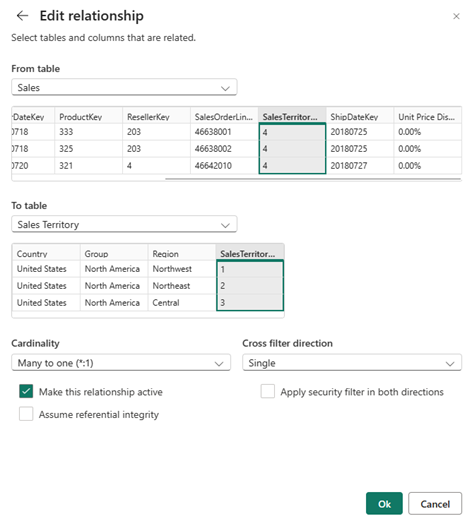 Edit relationship
Select tables and columns that are related.
From table
Sales
rDateKey ProductKey ResellerKey SalesOrderLin... SalesTerritor... ShipDateKey Unit Price Dis...
0718 333 203 46638001 4 20180725 0.00%
0718 325 203 46638002 4 20180725 0.00%
0720 321 4 46642010 4 20180727 0.00%
To table
Sales Territory
Country Group Region SalesTerritor...
United States North America Northwest 1
United States North America Northeast 2
United States North America Central 3
Cardinality Cross filter direction
Many to one (*:1) Single
Make this relationship active Apply security filter in both directions
Assume referential integrity
Ok Cancel